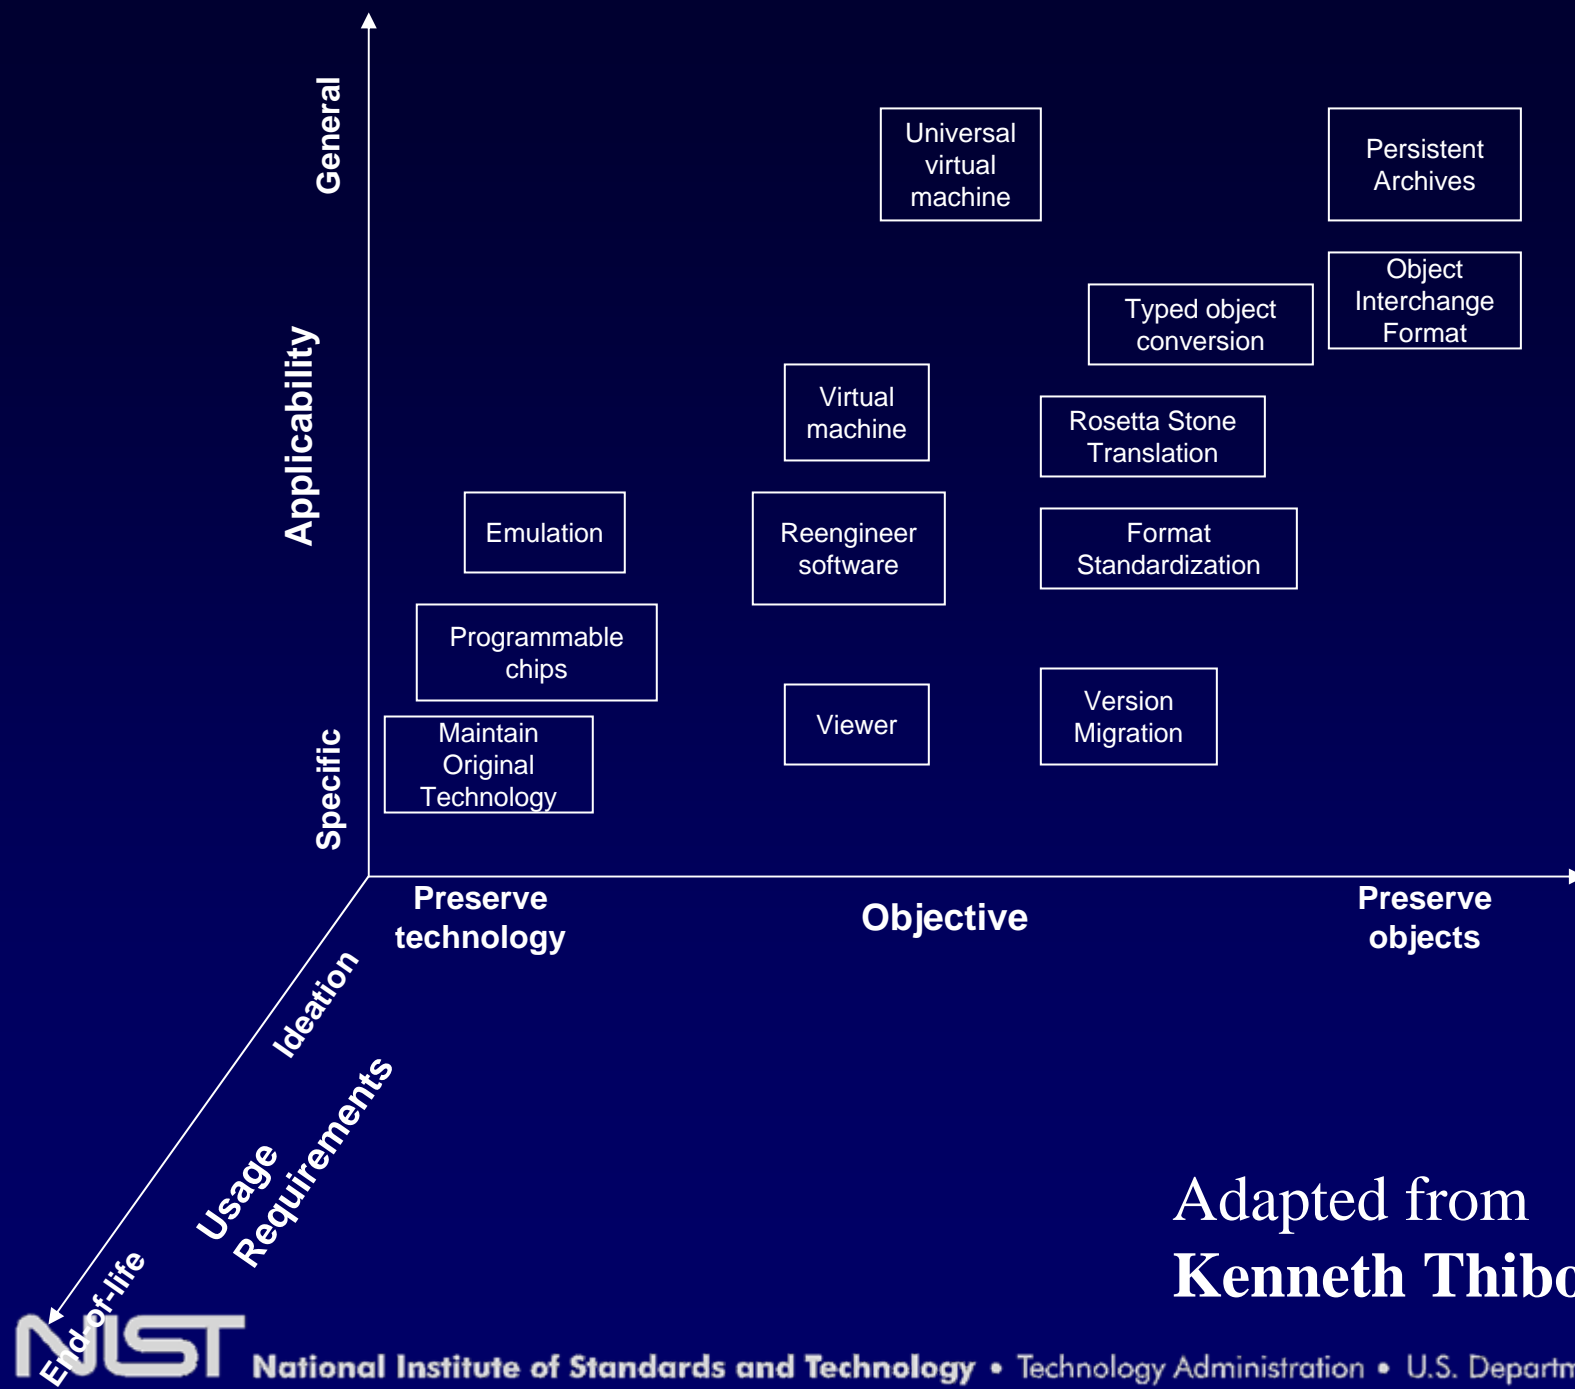 General
Universal
virtual
machine
Persistent
Archives
Object
Interchange
Format
Typed object
conversion
Applicability
Virtual
machine
Rosetta Stone
Translation
Emulation
Reengineer
software
Format
Standardization
Programmable
chips
Specific
Maintain
Original
Technology
Viewer
Version
Migration
Preserve
technology
Objective
Preserve
objects
Ideation
Usage
Requirements
End-of-life
Adapted from
Kenneth
NIST
National Institute of Standards and Technology • Technology Administration • U.S.